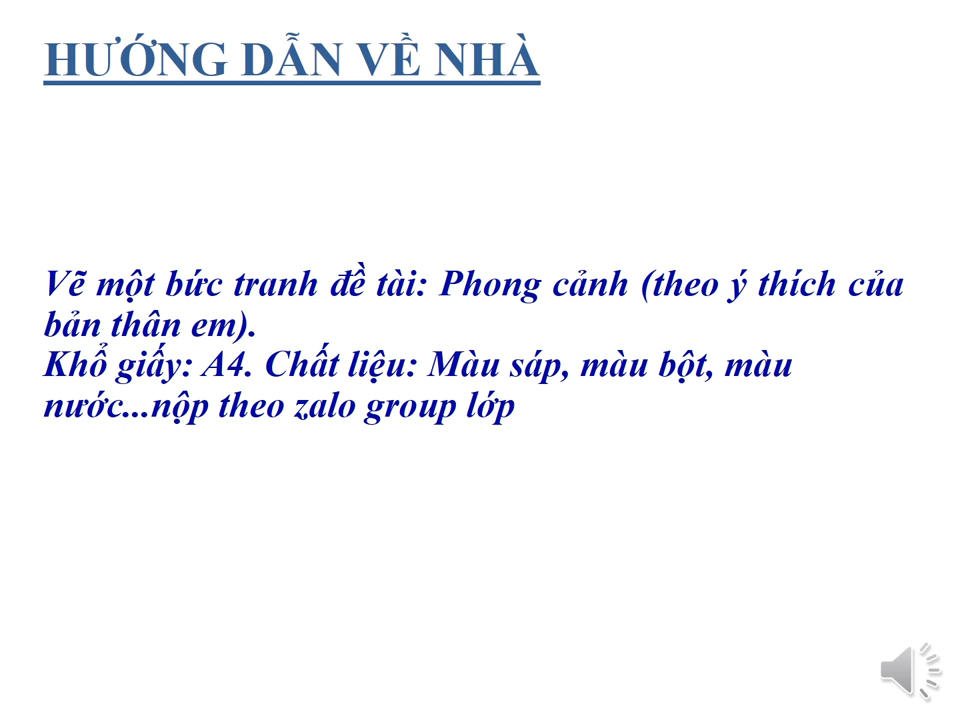 HƯỚNG DẪN VỀ NHÀ
Vẽ một bức tranh đề tài: Phong cảnh (theo ý thích của
bản thân em).
Khổ giấy: A4. Chất liệu: Màu sáp, màu bột, màu
nước...nộp theo zalo group lớp